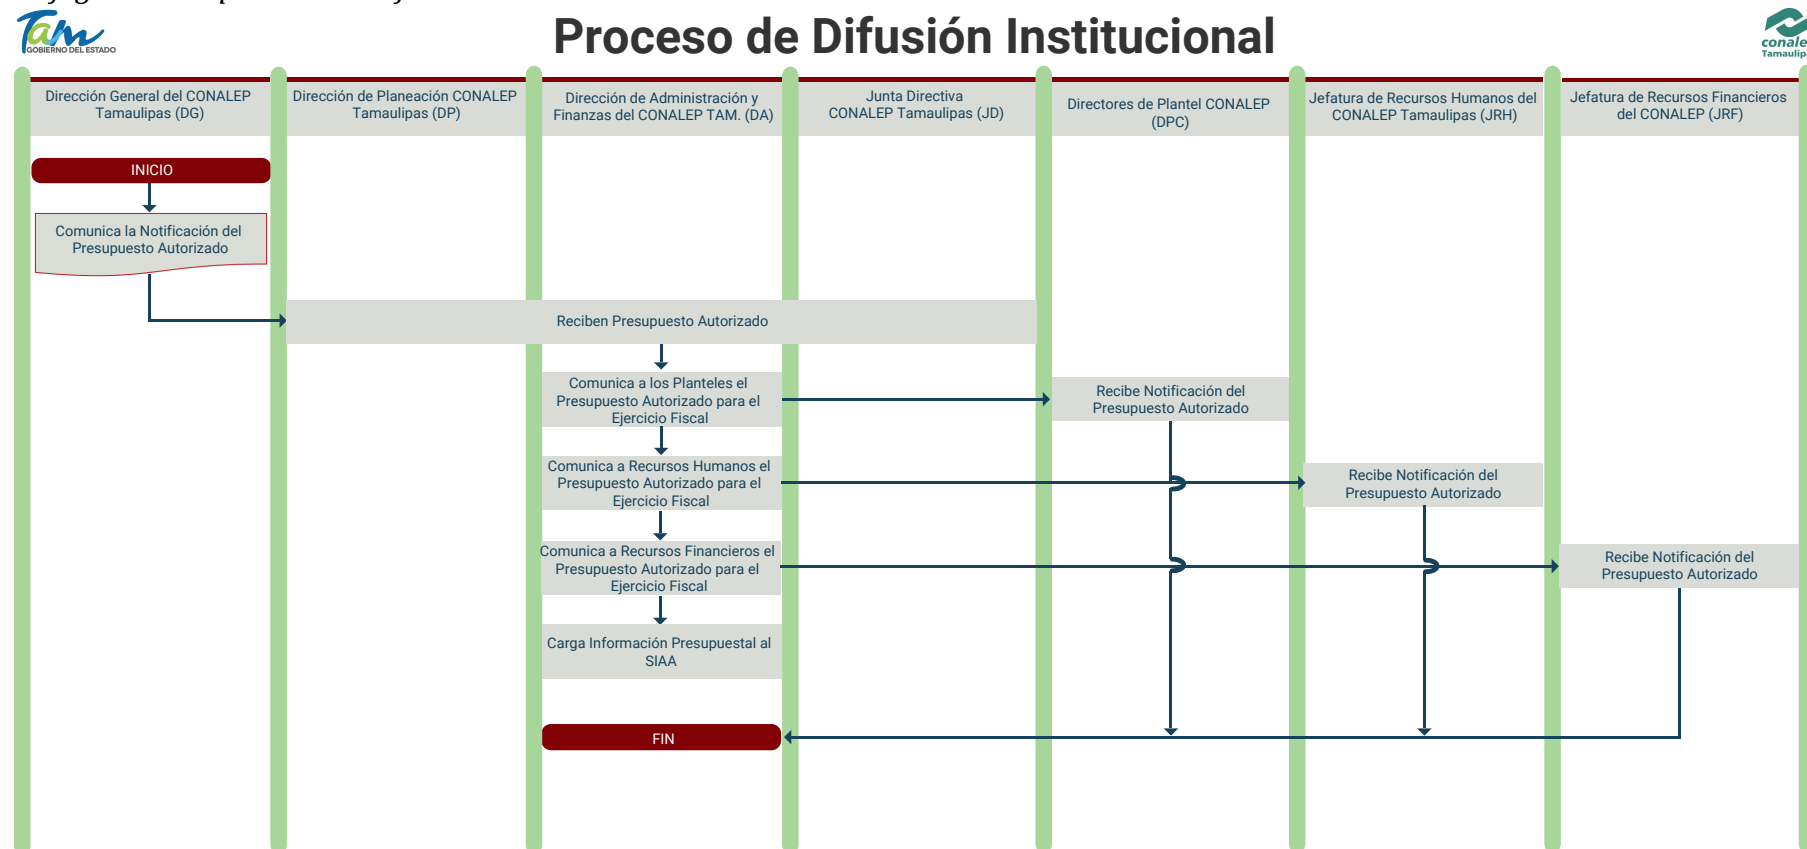 Tam
GOBIERNO DEL ESTADO
Proceso de Difusión Institucional
conale
Tamaulip
Dirección General del CONALEP
Tamaulipas (DG)
Dirección de Planeación CONALEP
Tamaulipas (DP)
Dirección de Administración y
Finanzas del CONALEP TAM. (DA)
Junta Directiva
CONALEP Tamaulipas (JD)
Directores de Plantel CONALEP
(DPC)
Jefatura de Recursos Humanos del
CONALEP Tamaulipas (JRH)
Jefatura de Recursos Financieros
del CONALEP (JRF)
INICIO
Comunica la Notificación del
Presupuesto Autorizado
Reciben Presupuesto Autorizado
Comunica a los Planteles el
Presupuesto Autorizado para el
Ejercicio Fiscal
Recibe Notificación del
Presupuesto Autorizado
Comunica a Recursos Humanos el
Presupuesto Autorizado para el
Ejercicio Fiscal
Recibe Notificación del
Presupuesto Autorizado
Comunica a Recursos Financieros el
Presupuesto Autorizado para el
Ejercicio Fiscal
Recibe Notificación del
Presupuesto Autorizado
Carga Información Presupuestal al
SIAA
FIN